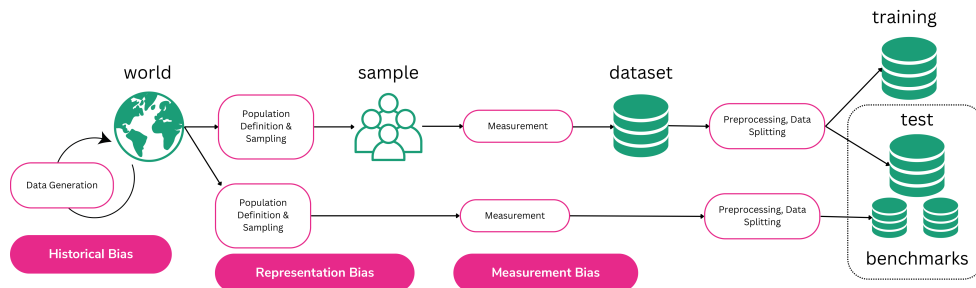 training
world
sample
dataset
Population
Definition &
Sampling
Measurement
Preprocessing, Data
Splitting
test
Data Generation
Population
Definition &
Sampling
Measurement
Preprocessing, Data
Splitting
Historical Bias
benchmarks
Representation Bias
Measurement Bias